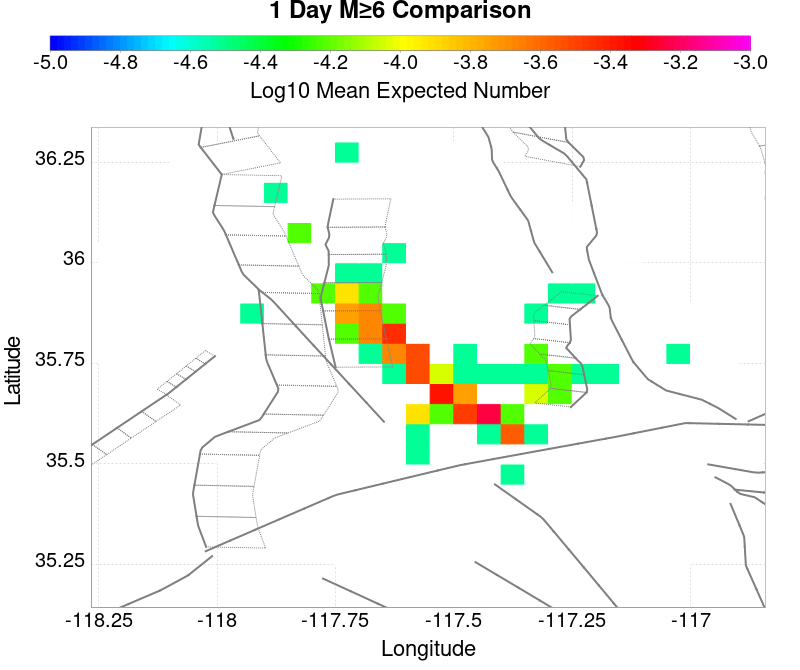 1 Day M≥6 Comparison
-5.0 -4.8 -4.6 -4.4 -4.2 -4.0 -3.8 -3.6 -3.4 -3.2 -3.0
Log10 Mean Expected Number
36.25
36
35.75
35.5
35.25
Latitude
-118.25 -118 -117.75 -117.5 -117.25 -117
Longitude